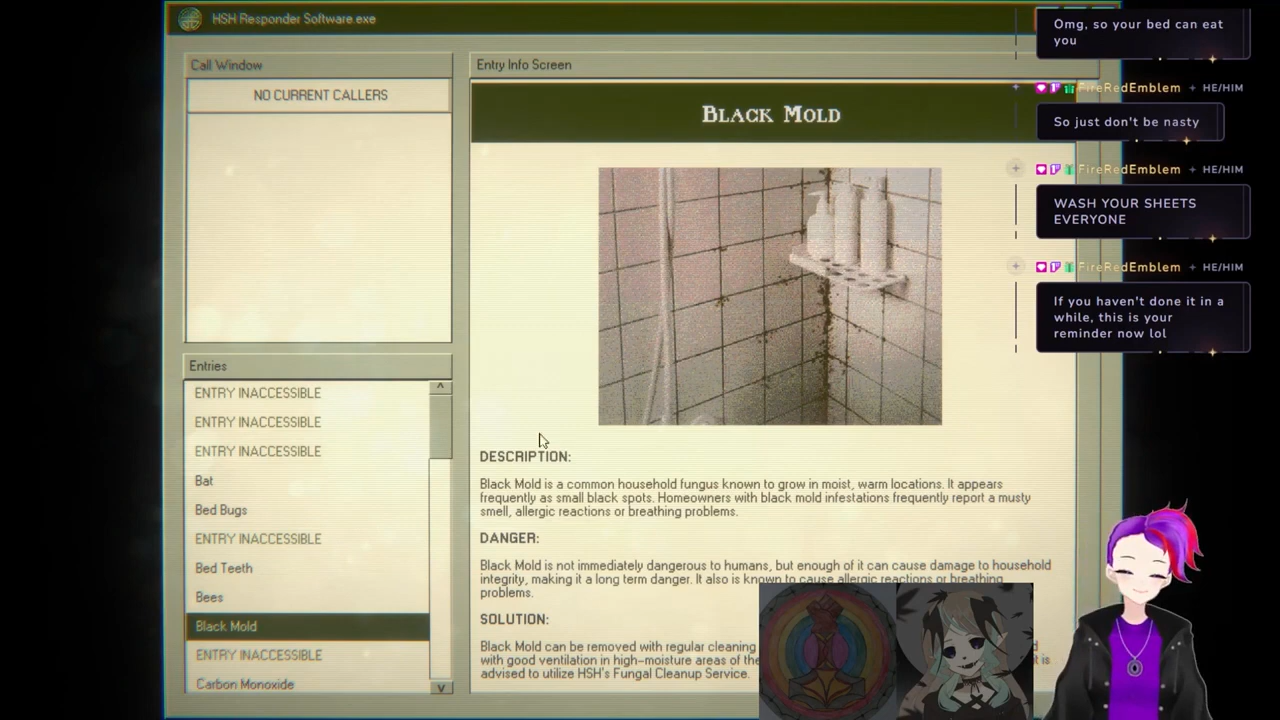 HSH Responder Software.exe
Call Window
NO CURRENT CALLERS
Entries
ENTRY INACCESSIBLE
ENTRY INACCESSIBLE
ENTRY INACCESSIBLE
Bat
Bed Bugs
ENTRY INACCESSIBLE
Bed Teeth
Bees
Black Mold
ENTRY INACCESSIBLE
Carbon Monoxide
Entry Info Screen
BLACK MOLD
DESCRIPTION:
Black Mold is a common household fungus known to grow in moist, warm locations. It appears
frequently as small black spots. Homeowners with black mold infestations frequently report a musty
smell, allergic reactions or breathing problems.
DANGER:
Black Mold is not immediately dangerous to humans, but enough of it can cause damage to household
integrity, making it a long term danger. It also is known to cause allergic reactions or breathing
problems.
SOLUTION:
Black Mold can be removed with regular cleaning
with good ventilation in high-moisture areas of the
is
advised to utilize HSH's Fungal Cleanup Service.
Omg, so your bed can eat
you
FireRedEmblem + HE/HIM
So just don't be nasty
FireRedEmblem + HE/HIM
WASH YOUR SHEETS
EVERYONE
FireRedEmblem + HE/HIM
If you haven't done it in a
while, this is your
reminder now lol